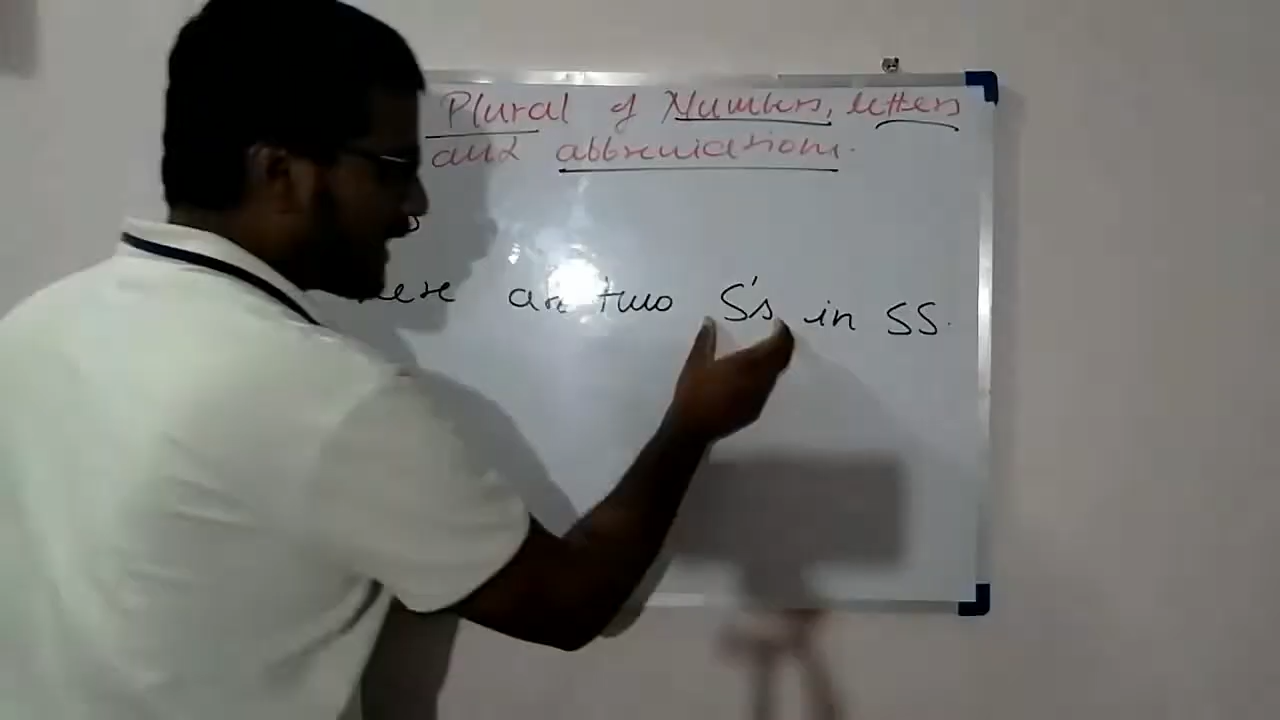 Plural of Numbers, letters
and abbreviations.
are two S's in SS.